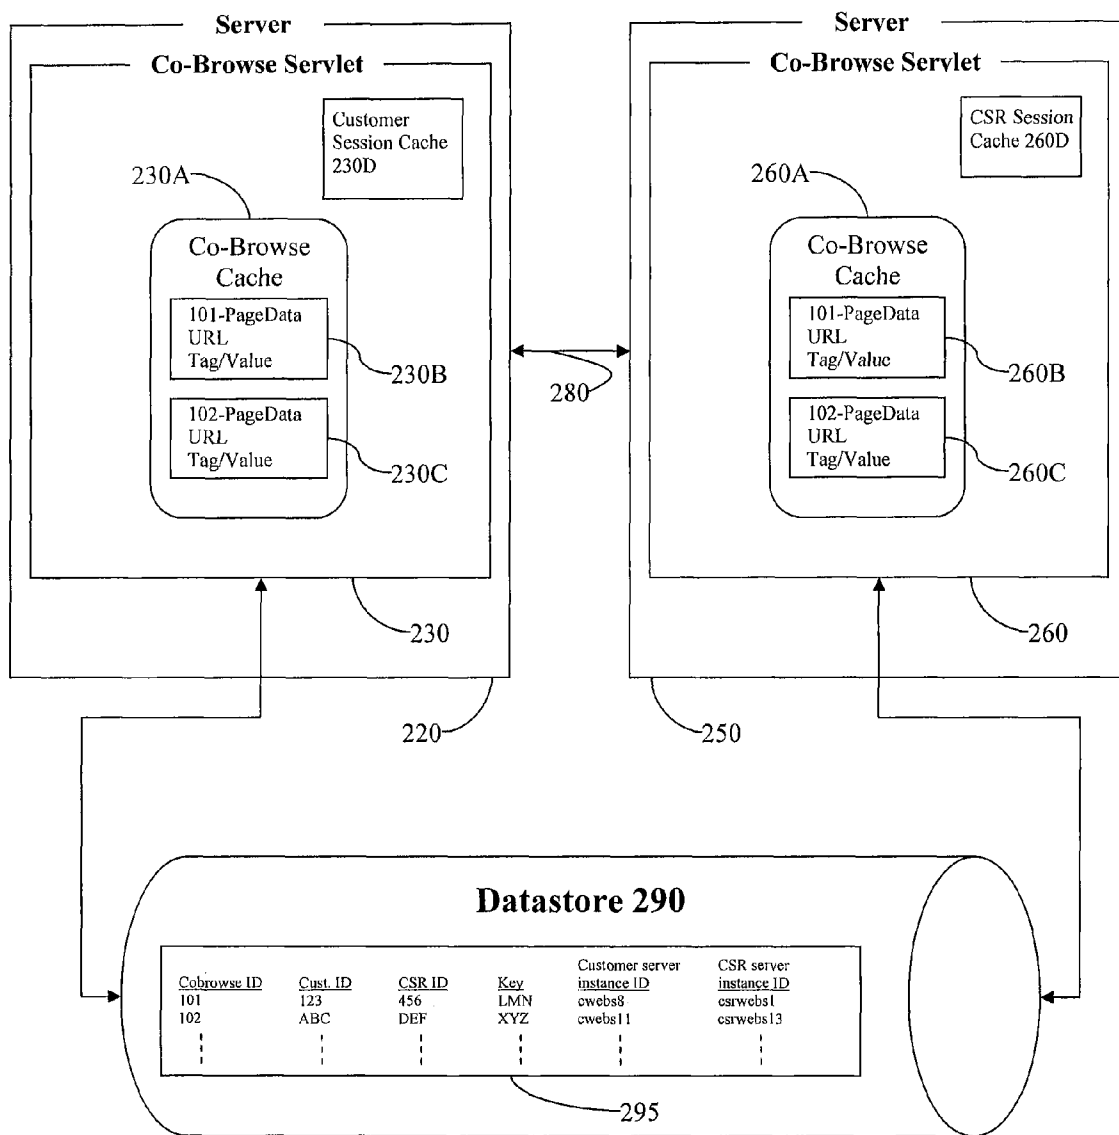 Server
Co-Browse Servlet
Customer
Session Cache
230D
230A
Co-Browse
Cache
101-PageData
URL
Tag/Value
230B
102-PageData
URL
Tag/Value
230C
230
220
280
Server
Co-Browse Servlet
CSR Session
Cache 260D
260A
Co-Browse
Cache
101-PageData
URL
Tag/Value
260B
102-PageData
URL
Tag/Value
260C
260
250
Datastore 290
Customer server CSR server
Cobrowse ID Cust. ID CSR ID Key instance ID instance ID
101 123 456 LMN cwebs8 csrwebs1
102 ABC DEF XYZ cwebs11 csrwebs13
295